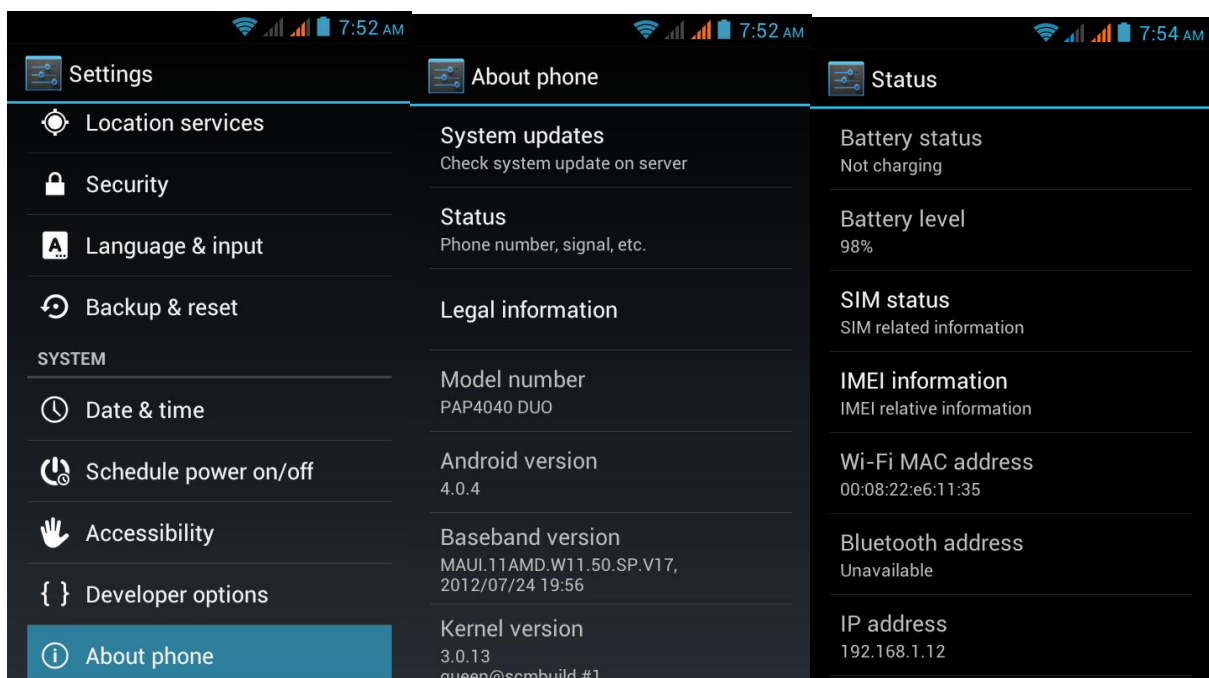 7:52 AM
Settings
Location services
Security
Language & input
Backup & reset
SYSTEM
Date & time
Schedule power on/off
Accessibility
{ } Developer options
About phone
7:52 AM
About phone
System updates
Check system update on server
Status
Phone number, signal, etc.
Legal information
Model number
PAP4040 DUO
Android version
4.0.4
Baseband version
MAUI.11AMD.W11.50.SP.V17,
2012/07/24 19:56
Kernel version
3.0.13
queen@scmbuild #1
7:54 AM
Status
Battery status
Not charging
Battery level
98%
SIM status
SIM related information
IMEI information
IMEI relative information
Wi-Fi MAC address
00:08:22:e6:11:35
Bluetooth address
Unavailable
IP address
192.168.1.12